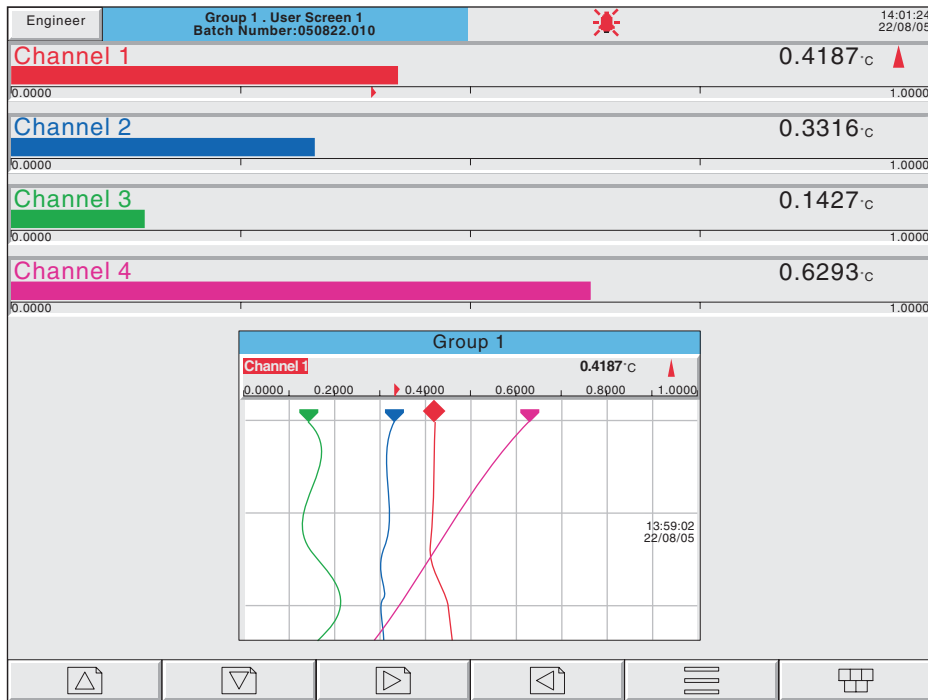 Engineer
Group 1 . User Screen 1
Batch Number:050822.010
14:01:24
22/08/05
Channel 1
0.4187°C
0.0000 1.0000
Channel 2
0.3316°C
0.0000 1.0000
Channel 3
0.1427°C
0.0000 1.0000
Channel 4
0.6293°C
0.0000 1.0000
Group 1
Channel 1 0.4187°C
0.0000 0.2000 0.4000 0.6000 0.8000 1.0000
13:59:02
22/08/05